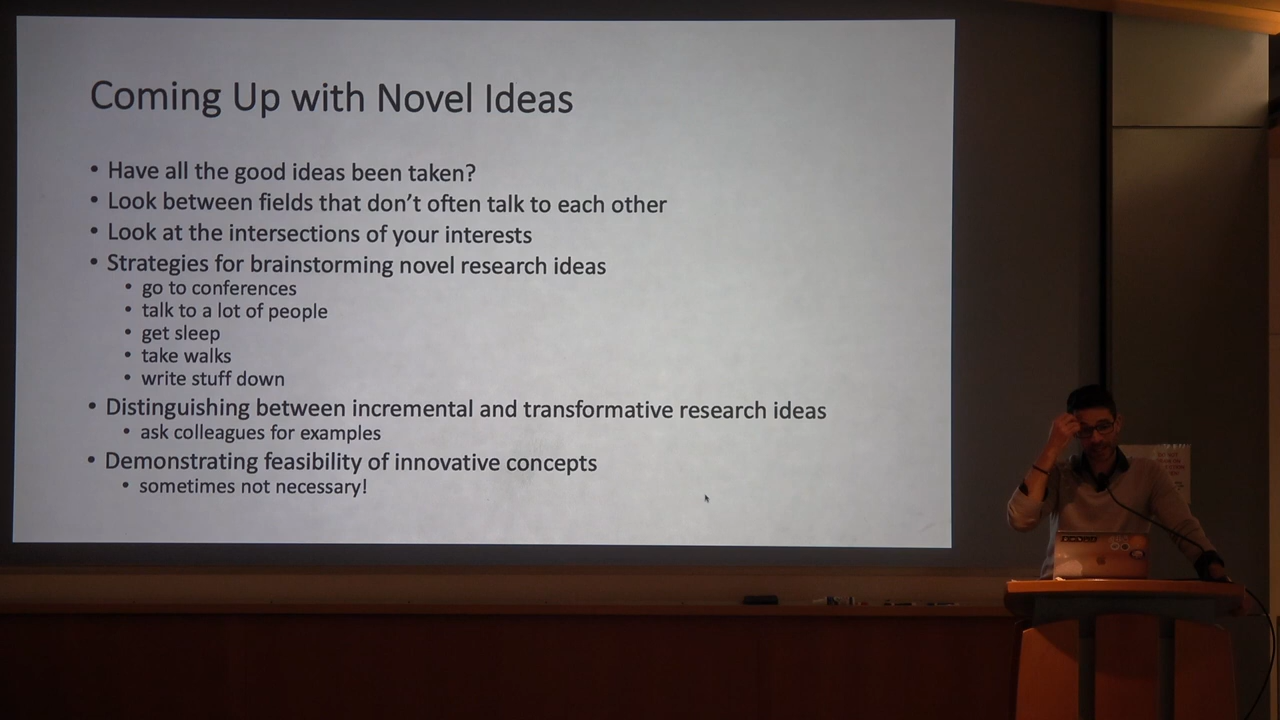 Coming Up with Novel Ideas
• Have all the good ideas been taken?
• Look between fields that don't often talk to each other
• Look at the intersections of your interests
• Strategies for brainstorming novel research ideas
• go to conferences
• talk to a lot of people
• get sleep
• take walks
• write stuff down
• Distinguishing between incremental and transformative research ideas
• ask colleagues for examples
• Demonstrating feasibility of innovative concepts
• sometimes not necessary!